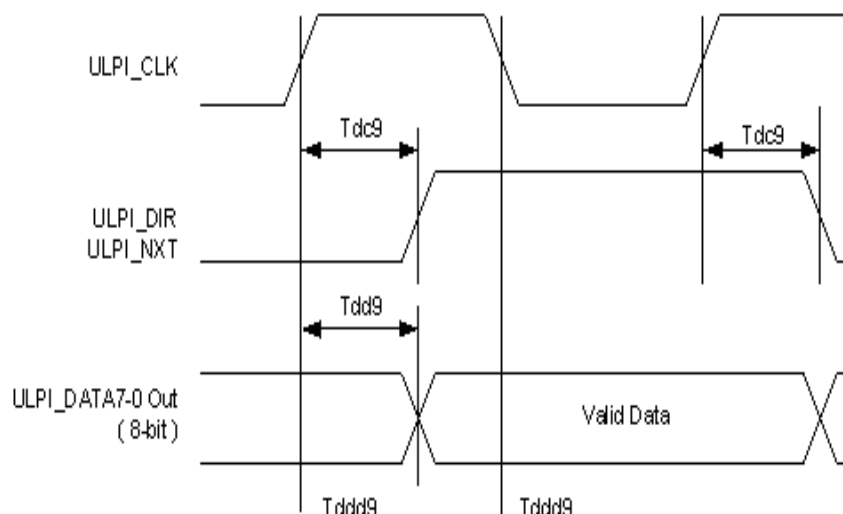 ULPI_CLK
Tdc9
Tdc9
ULPI_DIR
ULPI_NXT
Tdd9
ULPI_DATA7-0 Out
( 8-bit )
Valid Data
Tddd9
Tddd9